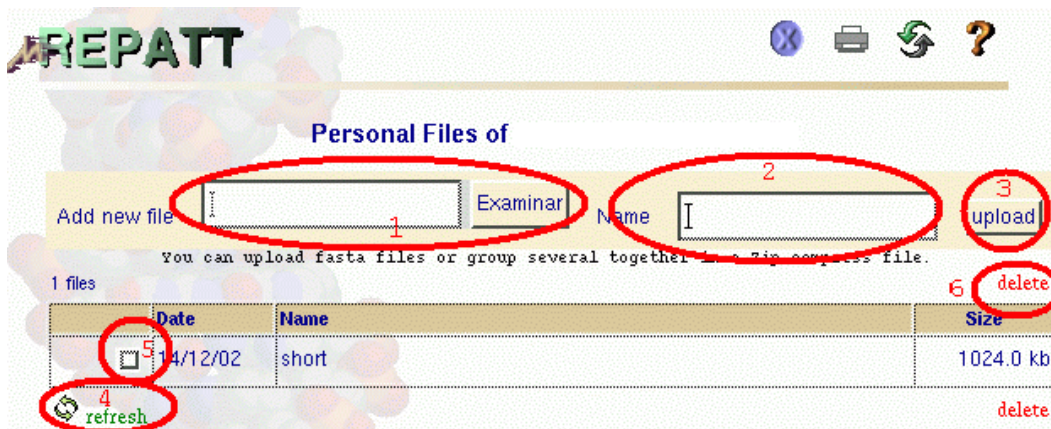 REPATT
X ?
Personal Files of
Add new file 1 Examinar Name 2 3 upload
You can upload fasta files or group several together in a Zip compress file.
1 files 6 delete
Date Name Size
5 14/12/02 short 1024.0 kb
4 refresh delete